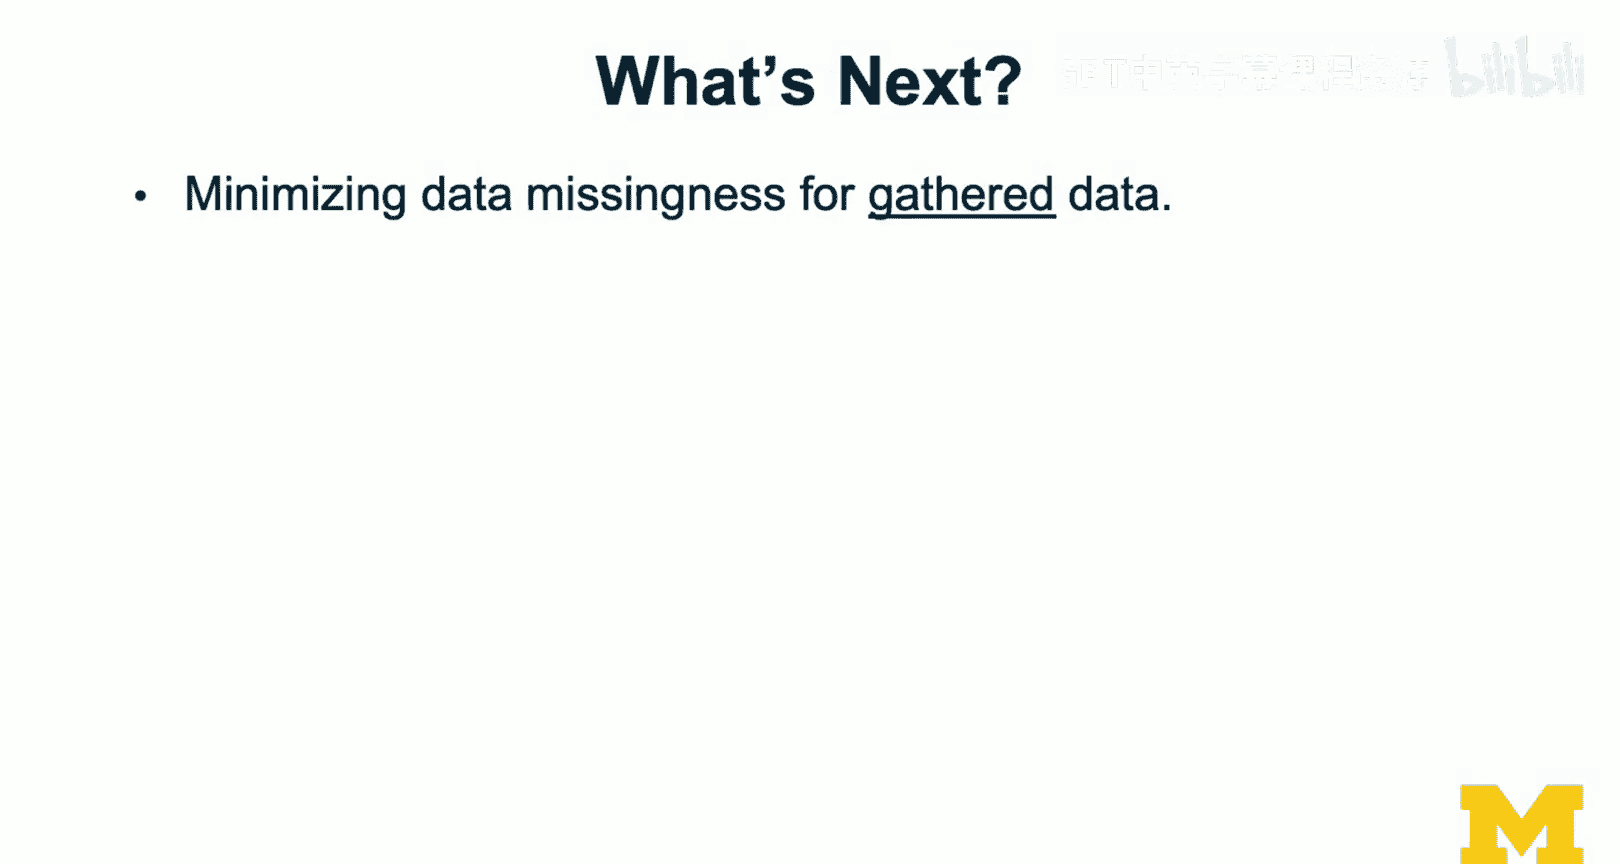 What’s Next?
bilibili
• Minimizing data missingness for gathered data.
M